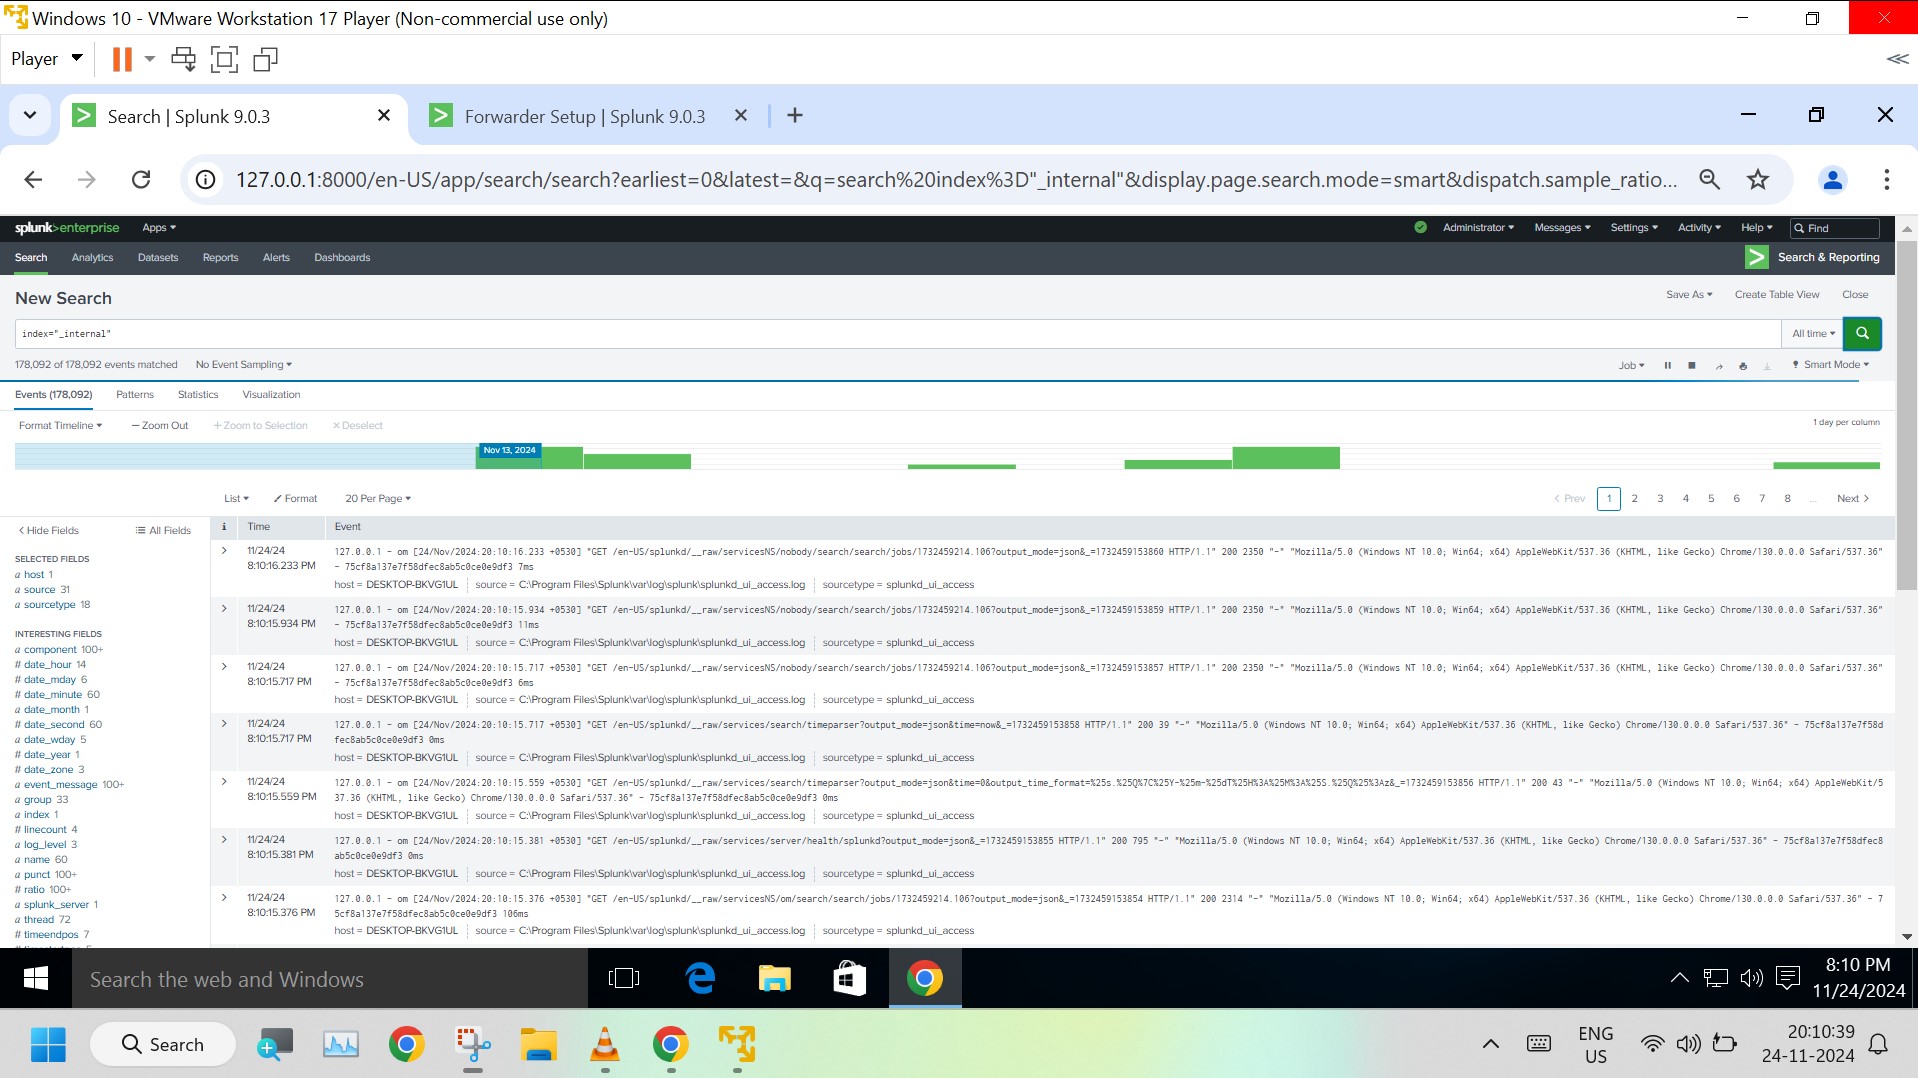 Windows 10 - VMware Workstation 17 Player (Non-commercial use only)
Player
Search | Splunk 9.0.3
Forwarder Setup | Splunk 9.0.3
127.0.0.1:8000/en-US/app/search/search?earliest=0&latest=&q=search%20index%3D"_internal"&display.page.search.mode=smart&dispatch.sample_ratio...
splunk>enterprise Apps Administrator Messages Settings Activity Help Find
Search Analytics Datasets Reports Alerts Dashboards Search & Reporting
New Search Save As Create Table View Close
index="_internal" All time
178,092 of 178,092 events matched No Event Sampling Job Smart Mode
Events (178,092) Patterns Statistics Visualization
Format Timeline — Zoom Out + Zoom to Selection × Deselect 1 day per column
Nov 13, 2024
List Format 20 Per Page < Prev 1 2 3 4 5 6 7 8 ... Next >
< Hide Fields All Fields
SELECTED FIELDS
a host 1
a source 31
a sourcetype 18
INTERESTING FIELDS
a component 100+
# date_hour 14
# date_mday 6
# date_minute 60
a date_month 1
# date_second 60
a date_wday 5
# date_year 1
# date_zone 3
a event_message 100+
a group 33
a index 1
# linecount 4
a log_level 3
a name 60
a punct 100+
# ratio 100+
a splunk_server 1
a thread 72
# timeendpos 7
i Time Event
11/24/24
8:10:16.233 PM
127.0.0.1 - om [24/Nov/2024:20:10:16.233 +0530] "GET /en-US/splunkd/__raw/servicesNS/nobody/search/search/jobs/1732459214.106?output_mode=json&_=1732459153860 HTTP/1.1" 200 2350 "-" "Mozilla/5.0 (Windows NT 10.0; Win64; x64) AppleWebKit/537.36 (KHTML, like Gecko) Chrome/130.0.0.0 Safari/537.36"
- 75cf8a137e7f58dfec8ab5c0ce0e9df3 7ms
host = DESKTOP-BKVG1UL source = C:\Program Files\Splunk\var\log\splunk\splunkd_ui_access.log sourcetype = splunkd_ui_access
11/24/24
8:10:15.934 PM
127.0.0.1 - om [24/Nov/2024:20:10:15.934 +0530] "GET /en-US/splunkd/__raw/servicesNS/nobody/search/search/jobs/1732459214.106?output_mode=json&_=1732459153859 HTTP/1.1" 200 2350 "-" "Mozilla/5.0 (Windows NT 10.0; Win64; x64) AppleWebKit/537.36 (KHTML, like Gecko) Chrome/130.0.0.0 Safari/537.36"
- 75cf8a137e7f58dfec8ab5c0ce0e9df3 11ms
host = DESKTOP-BKVG1UL source = C:\Program Files\Splunk\var\log\splunk\splunkd_ui_access.log sourcetype = splunkd_ui_access
11/24/24
8:10:15.717 PM
127.0.0.1 - om [24/Nov/2024:20:10:15.717 +0530] "GET /en-US/splunkd/__raw/servicesNS/nobody/search/search/jobs/1732459214.106?output_mode=json&_=1732459153857 HTTP/1.1" 200 2350 "-" "Mozilla/5.0 (Windows NT 10.0; Win64; x64) AppleWebKit/537.36 (KHTML, like Gecko) Chrome/130.0.0.0 Safari/537.36"
- 75cf8a137e7f58dfec8ab5c0ce0e9df3 6ms
host = DESKTOP-BKVG1UL source = C:\Program Files\Splunk\var\log\splunk\splunkd_ui_access.log sourcetype = splunkd_ui_access
11/24/24
8:10:15.717 PM
127.0.0.1 - om [24/Nov/2024:20:10:15.717 +0530] "GET /en-US/splunkd/__raw/services/search/timeparser?output_mode=json&time=now&_=1732459153858 HTTP/1.1" 200 39 "-" "Mozilla/5.0 (Windows NT 10.0; Win64; x64) AppleWebKit/537.36 (KHTML, like Gecko) Chrome/130.0.0.0 Safari/537.36" - 75cf8a137e7f58d
fec8ab5c0ce0e9df3 0ms
host = DESKTOP-BKVG1UL source = C:\Program Files\Splunk\var\log\splunk\splunkd_ui_access.log sourcetype = splunkd_ui_access
11/24/24
8:10:15.559 PM
127.0.0.1 - om [24/Nov/2024:20:10:15.559 +0530] "GET /en-US/splunkd/__raw/services/search/timeparser?output_mode=json&time=0&output_time_format=%25s.%25Q%7C%25Y-%25m-%25dT%25H%3A%25M%3A%25S.%25Q%25%3Az&_=1732459153856 HTTP/1.1" 200 43 "-" "Mozilla/5.0 (Windows NT 10.0; Win64; x64) AppleWebKit/5
37.36 (KHTML, like Gecko) Chrome/130.0.0.0 Safari/537.36" - 75cf8a137e7f58dfec8ab5c0ce0e9df3 0ms
host = DESKTOP-BKVG1UL source = C:\Program Files\Splunk\var\log\splunk\splunkd_ui_access.log sourcetype = splunkd_ui_access
11/24/24
8:10:15.381 PM
127.0.0.1 - om [24/Nov/2024:20:10:15.381 +0530] "GET /en-US/splunkd/__raw/services/server/health/splunkd?output_mode=json&_=1732459153855 HTTP/1.1" 200 795 "-" "Mozilla/5.0 (Windows NT 10.0; Win64; x64) AppleWebKit/537.36 (KHTML, like Gecko) Chrome/130.0.0.0 Safari/537.36" - 75cf8a137e7f58dfec8
ab5c0ce0e9df3 0ms
host = DESKTOP-BKVG1UL source = C:\Program Files\Splunk\var\log\splunk\splunkd_ui_access.log sourcetype = splunkd_ui_access
11/24/24
8:10:15.376 PM
127.0.0.1 - om [24/Nov/2024:20:10:15.376 +0530] "GET /en-US/splunkd/__raw/servicesNS/om/search/search/jobs/1732459214.106?output_mode=json&_=1732459153854 HTTP/1.1" 200 2314 "-" "Mozilla/5.0 (Windows NT 10.0; Win64; x64) AppleWebKit/537.36 (KHTML, like Gecko) Chrome/130.0.0.0 Safari/537.36" - 7
5cf8a137e7f58dfec8ab5c0ce0e9df3 106ms
host = DESKTOP-BKVG1UL source = C:\Program Files\Splunk\var\log\splunk\splunkd_ui_access.log sourcetype = splunkd_ui_access
Search the web and Windows
8:10 PM
11/24/2024
Search
ENG
US
20:10:39
24-11-2024